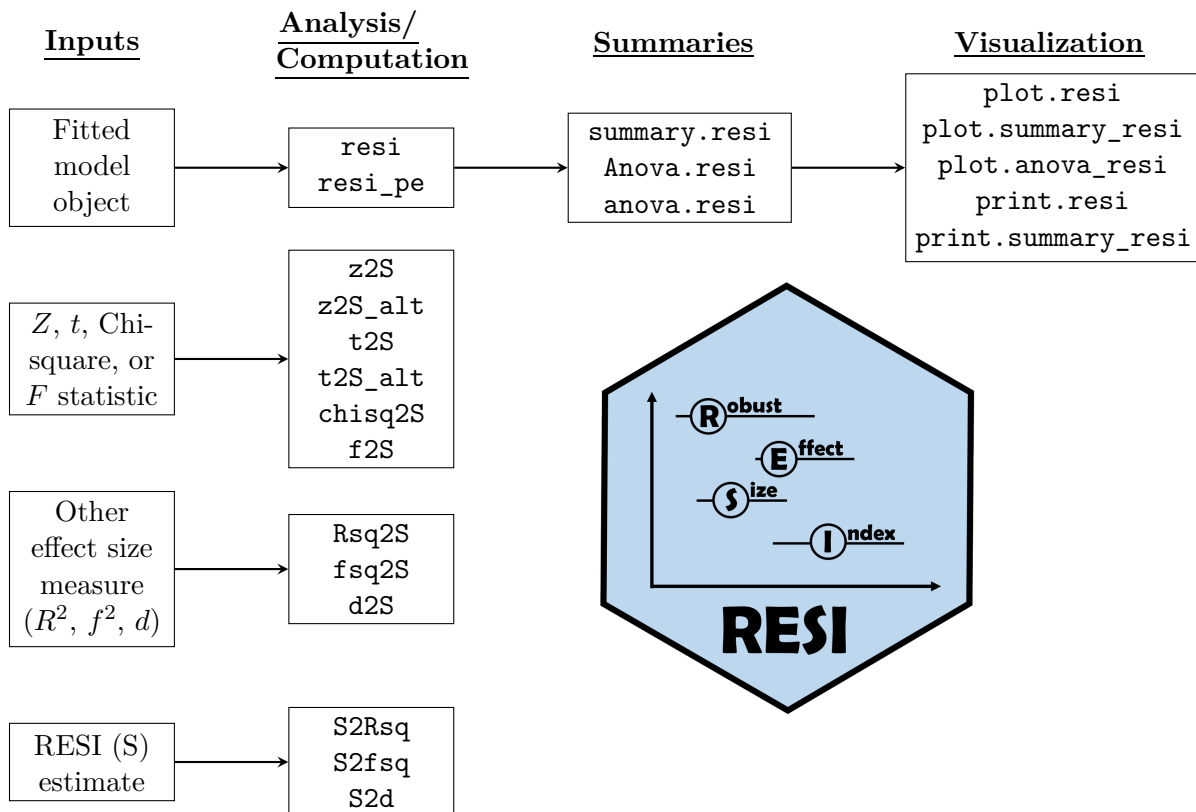 Inputs
Analysis/
Computation
Summaries
Visualization
Fitted
model
object
resi
resi_pe
summary.resi
Anova.resi
anova.resi
plot.resi
plot.summary_resi
plot.anova_resi
print.resi
print.summary_resi
Z, t, Chi-
square, or
F statistic
z2S
z2S_alt
t2S
t2S_alt
chisq2S
f2S
Other
effect size
measure
(R², f², d)
Rsq2S
fsq2S
d2S
RESI (S)
estimate
S2Rsq
S2fsq
S2d
Robust
Effect
Size
Index
RESI